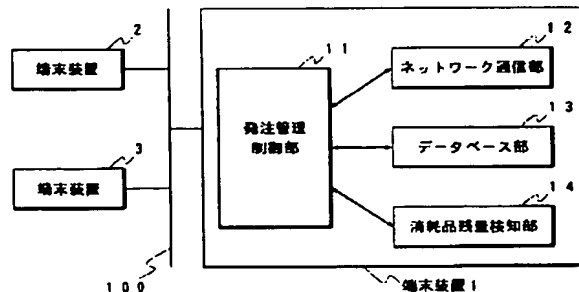 2
端末装置
3
端末装置
100
11
発注管理
制御部
12
ネットワーク通信部
13
データベース部
14
消耗品残量検知部
端末装置1